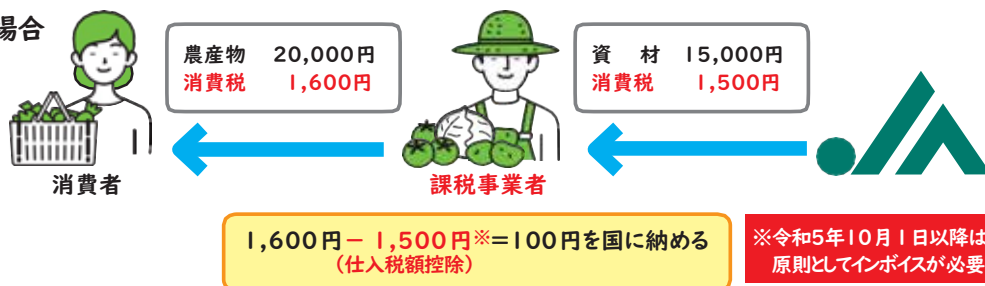 場合
農産物 20,000円
消費税 1,600円
資 材 15,000円
消費税 1,500円
消費者
課税事業者
1,600円－1,500円※＝100円を国に納める
（仕入税額控除）
※令和5年10月1日以降は
原則としてインボイスが必要